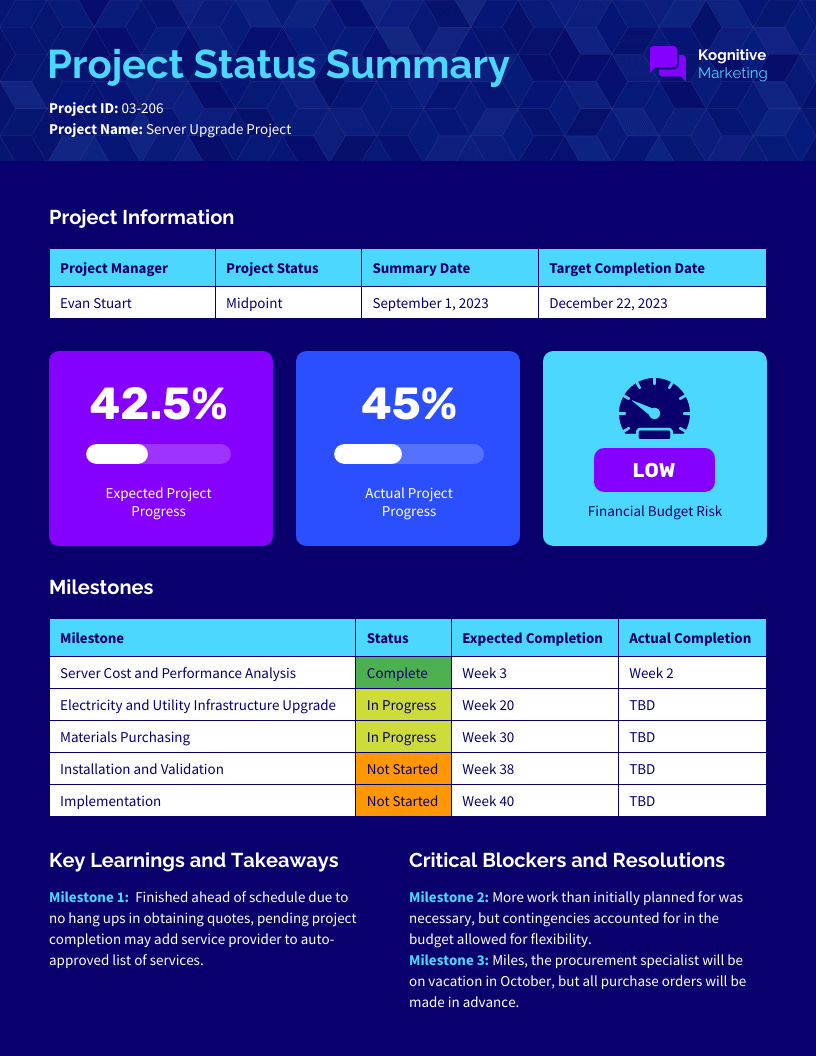 Project Status Summary
Kognitive
Marketing
Project ID: 03-206
Project Name: Server Upgrade Project
Project Information
Project Manager Project Status Summary Date Target Completion Date
Evan Stuart Midpoint September 1, 2023 December 22, 2023
42.5%
Expected Project
Progress
45%
Actual Project
Progress
LOW
Financial Budget Risk
Milestones
Milestone Status Expected Completion Actual Completion
Server Cost and Performance Analysis Complete Week 3 Week 2
Electricity and Utility Infrastructure Upgrade In Progress Week 20 TBD
Materials Purchasing In Progress Week 30 TBD
Installation and Validation Not Started Week 38 TBD
Implementation Not Started Week 40 TBD
Key Learnings and Takeaways
Milestone 1: Finished ahead of schedule due to
no hang ups in obtaining quotes, pending project
completion may add service provider to auto-
approved list of services.
Critical Blockers and Resolutions
Milestone 2: More work than initially planned for was
necessary, but contingencies accounted for in the
budget allowed for flexibility.
Milestone 3: Miles, the procurement specialist will be
on vacation in October, but all purchase orders will be
made in advance.